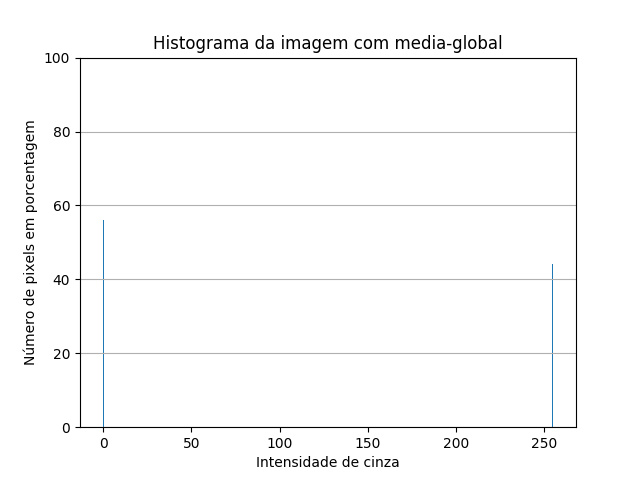 Histograma da imagem com media-global
100
80
60
40
20
0
Número de pixels em porcentagem
0 50 100 150 200 250
Intensidade de cinza